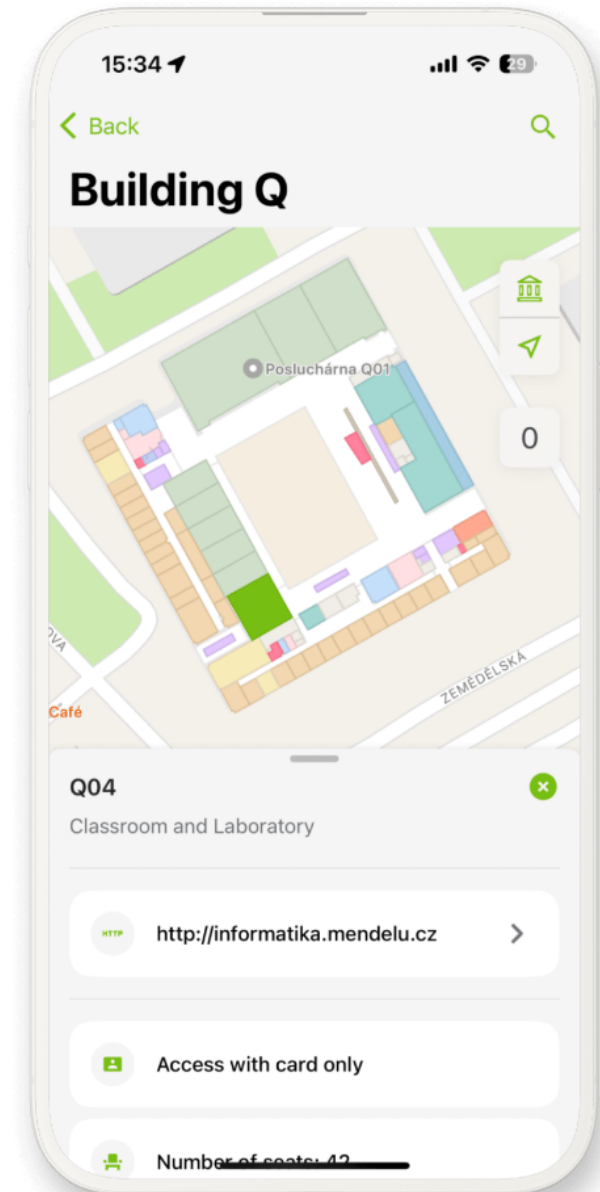 15:34
29
Back
Building Q
Posluchárna Q01
0
OVA
ZEMĚDĚLSKÁ
Café
Q04
Classroom and Laboratory
HTTP
http://informatika.mendelu.cz
Access with card only
Number of seats: 42